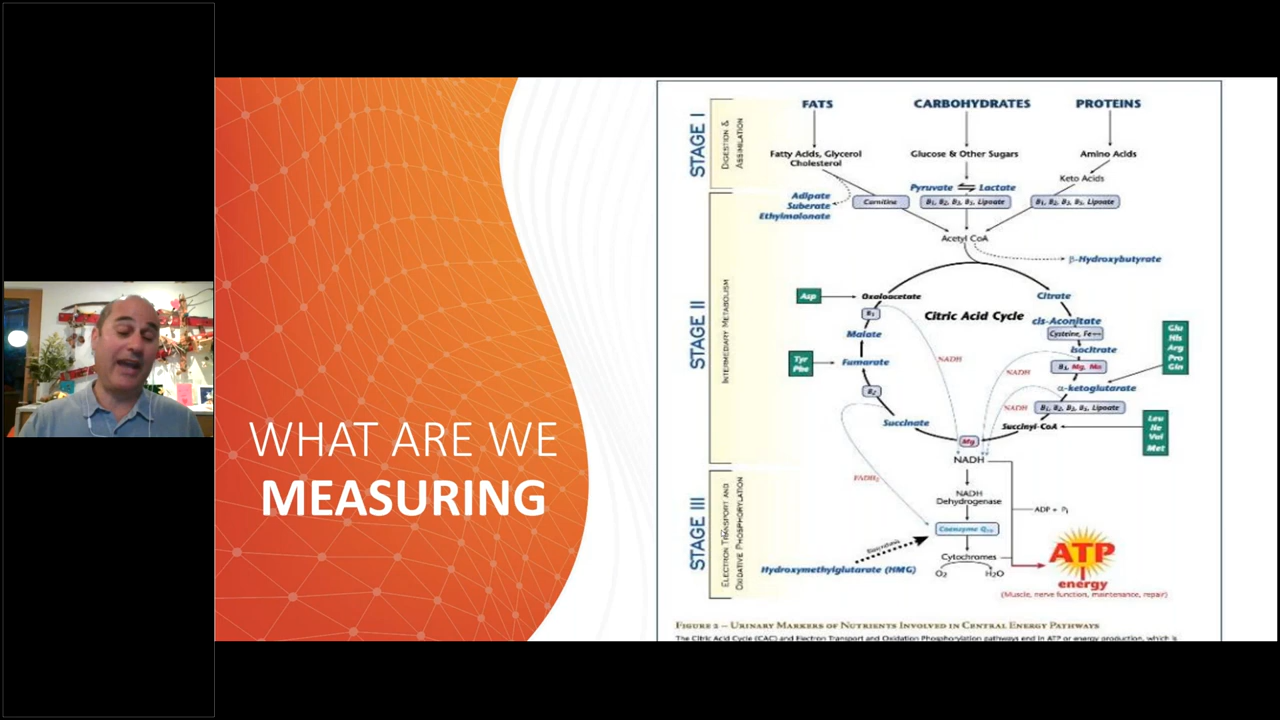 WHAT ARE WE
MEASURING
FATS
CARBOHYDRATES
PROTEINS
STAGE I
DIGESTION &
ASSIMILATION
Fatty Acids, Glycerol
Cholesterol
Glucose & Other Sugars
Amino Acids
Keto Acids
Pyruvate
Lactate
Adipate
Suberate
Ethylmalonate
Carnitine
B1, B2, B3, B5, Lipoate
B1, B2, B3, B5, Lipoate
Acetyl CoA
β-Hydroxybutyrate
STAGE II
INTERMEDIARY METABOLISM
Citric Acid Cycle
Asp
Oxaloacetate
Citrate
B3
cis-Aconitate
Malate
Cysteine, Fe++
isocitrate
Glu
His
Arg
Pro
Gln
NADH
Tyr
Phe
Fumarate
NADH
B3, Mg, Mn
α-ketoglutarate
B2
NADH
B1, B2, B3, B5, Lipoate
Succinate
Succinyl-CoA
Leu
Ile
Val
Met
Mg
NADH
FADH2
STAGE III
ELECTRON TRANSPORT AND
OXIDATIVE PHOSPHORYLATION
NADH
Dehydrogenase
ADP + Pi
Coenzyme Q10
Cytochromes
Hydroxymethylglutarate (HMG)
O2
H2O
ATP
energy
(Muscle, nerve function, maintenance, repair)
FIGURE 2 – URINARY MARKERS OF NUTRIENTS INVOLVED IN CENTRAL ENERGY PATHWAYS
The Citric Acid Cycle (CAC) and Electron Transport and Oxidation Phosphorylation pathways end in ATP or energy production, which is